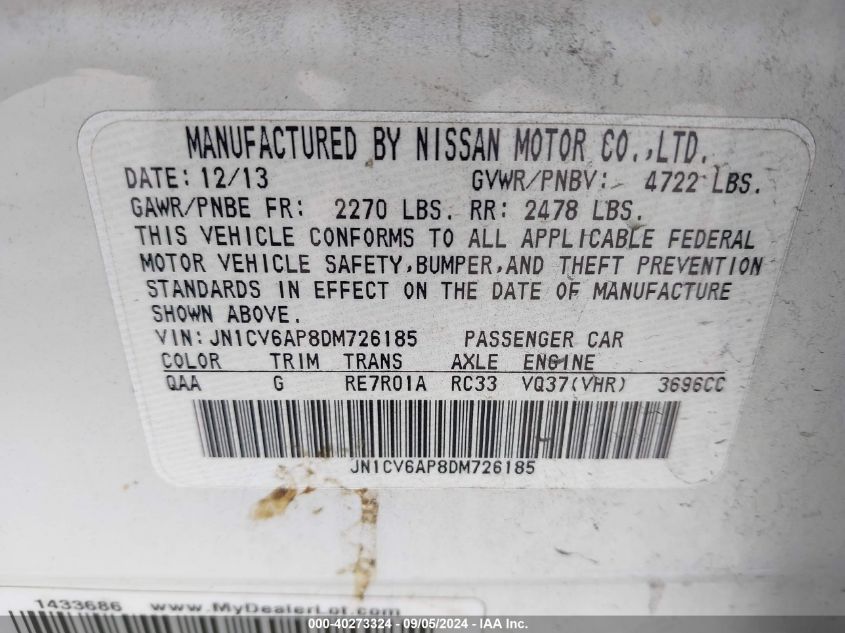 MANUFACTURED BY NISSAN MOTOR CO.,LTD.
DATE: 12/13 GVWR/PNBV: 4722 LBS.
GAWR/PNBE FR: 2270 LBS. RR: 2478 LBS.
THIS VEHICLE CONFORMS TO ALL APPLICABLE FEDERAL
MOTOR VEHICLE SAFETY,BUMPER,AND THEFT PREVENTION
STANDARDS IN EFFECT ON THE DATE OF MANUFACTURE
SHOWN ABOVE.
VIN: JN1CV6AP8DM726185 PASSENGER CAR
COLOR TRIM TRANS AXLE ENGINE
QAA G RE7R01A RC33 VQ37(VHR) 3696CC
JN1CV6AP8DM726185
1433686 www.MyDealerLot.com
000-40273324 - 09/05/2024 - IAA Inc.